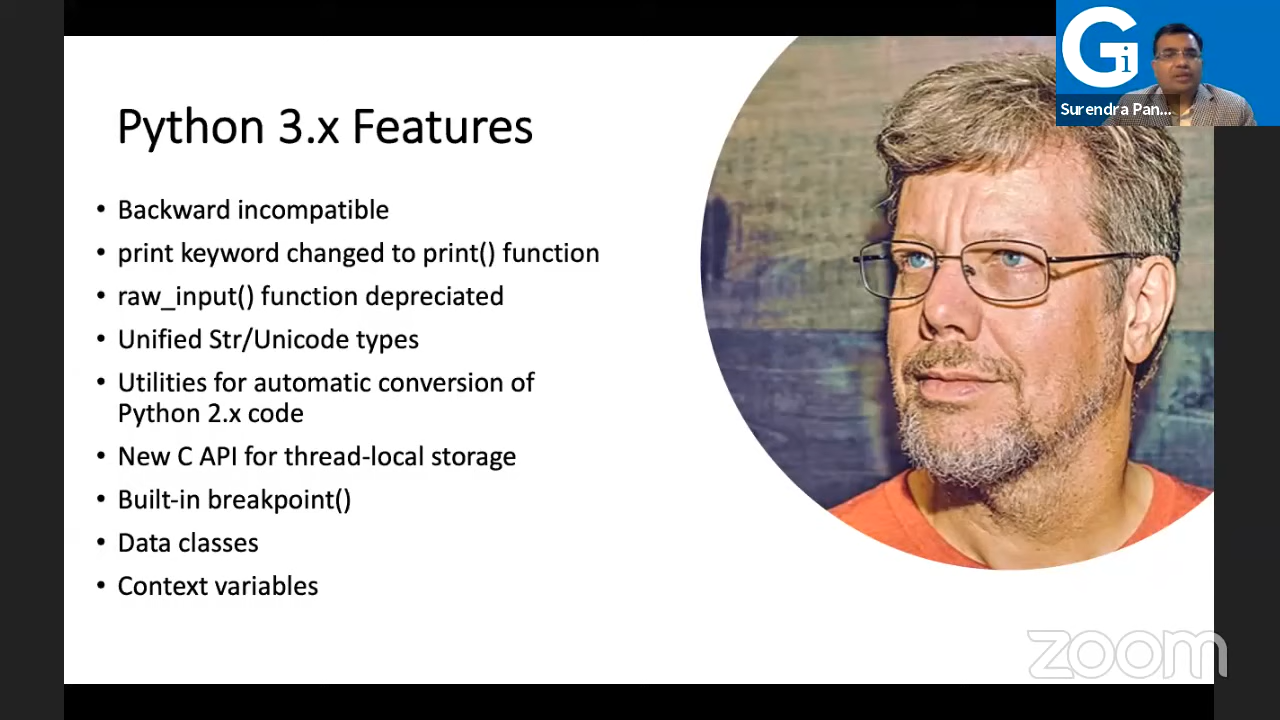 Python 3.x Features
• Backward incompatible
• print keyword changed to print() function
• raw_input() function depreciated
• Unified Str/Unicode types
• Utilities for automatic conversion of
Python 2.x code
• New C API for thread-local storage
• Built-in breakpoint()
• Data classes
• Context variables
Gi
Surendra Pan...
zoom